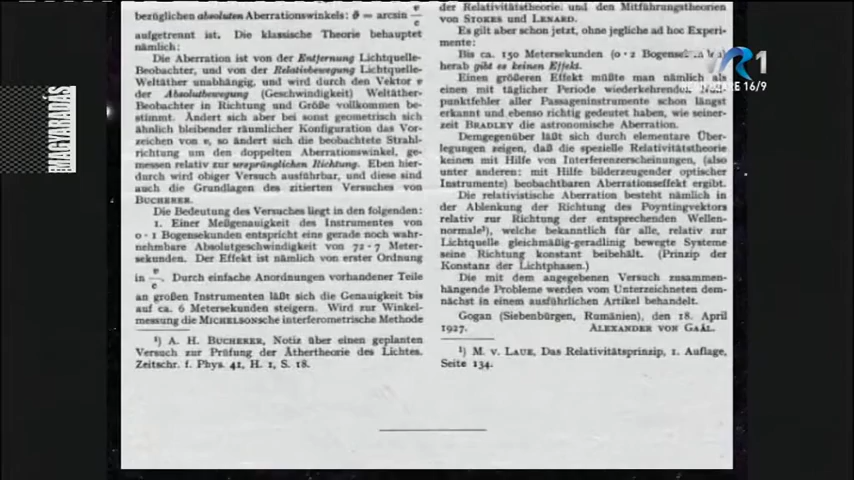 bezüglichen absoluten Aberrationswinkels: ϑ = arcsin v/c
aufgetrennt ist. Die klassische Theorie behauptet
nämlich:
Die Aberration ist von der Entfernung Lichtquelle-
Beobachter, und von der Relativbewegung Lichtquelle-
Weltäther unabhängig, und wird durch den Vektor v
der Absolutbewegung (Geschwindigkeit) Weltäther-
Beobachter in Richtung und Größe vollkommen be-
stimmt. Ändert sich aber bei sonst geometrisch sich
ähnlich bleibender räumlicher Konfiguration das Vor-
zeichen von v, so ändert sich die beobachtete Strahl-
richtung um den doppelten Aberrationswinkel, ge-
messen relativ zur ursprünglichen Richtung. Eben hier-
durch wird obiger Versuch ausführbar, und diese sind
auch die Grundlagen des zitierten Versuches von
BUCHERER.
Die Bedeutung des Versuches liegt in den folgenden:
1. Einer Meßgenauigkeit des Instrumentes von
0·1 Bogensekunden entspricht eine gerade noch wahr-
nehmbare Absolutgeschwindigkeit von 72·7 Meter-
sekunden. Der Effekt ist nämlich von erster Ordnung
in v/c. Durch einfache Anordnungen vorhandener Teile
an großen Instrumenten läßt sich die Genauigkeit bis
auf ca. 6 Metersekunden steigern. Wird zur Winkel-
messung die MICHELSONsche interferometrische Methode
¹) A. H. BUCHERER, Notiz über einen geplanten
Versuch zur Prüfung der Äthertheorie des Lichtes.
Zeitschr. f. Phys. 41, H. 1, S. 18.
der Relativitätstheorie und den Mitführungstheorien
von STOKES und LENARD.
Es gilt aber schon jetzt, ohne jegliche ad hoc Experi-
mente:
Bis ca. 150 Metersekunden (0·2
herab gibt es keinen Effekt.
Einen größeren Effekt müßte man nämlich als
einen mit täglicher Periode wiederkehrenden
punktfehler aller Passageninstrumente schon längst
erkannt und ebenso richtig gedeutet haben, wie seiner-
zeit BRADLEY die astronomische Aberration.
Demgegenüber läßt sich durch elementare Über-
legungen zeigen, daß die spezielle Relativitätstheorie
keinen mit Hilfe von Interferenzerscheinungen, (also
unter anderen: mit Hilfe bilderzeugender optischer
Instrumente) beobachtbaren Aberrationseffekt ergibt.
Die relativistische Aberration besteht nämlich in
der Ablenkung der Richtung des Poyntingvektors
relativ zur Richtung der entsprechenden Wellen-
normale¹), welche bekanntlich für alle, relativ zur
Lichtquelle gleichmäßig-geradlinig bewegte Systeme
seine Richtung konstant beibehält. (Prinzip der
Konstanz der Lichtphasen.)
Die mit dem angegebenen Versuch zusammen-
hängende Probleme werden vom Unterzeichneten dem-
nächst in einem ausführlichen Artikel behandelt.
Gogan (Siebenbürgen, Rumänien), den 18. April
1927. ALEXANDER VON GAÁL.
¹) M. v. LAUE, Das Relativitätsprinzip, 1. Auflage,
Seite 134.
1
16/9
MAGYARADÁS